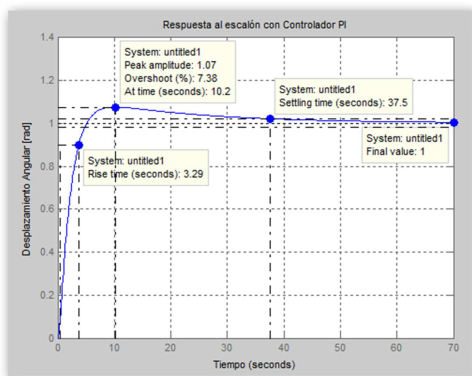 Respuesta al escalón con Controlador PI
1.4
System: untitled1
Peak amplitude: 1.07
Overshoot (%): 7.38
At time (seconds): 10.2
1.2
System: untitled1
Settling time (seconds): 37.5
1
System: untitled1
Final value: 1
System: untitled1
Rise time (seconds): 3.29
0.8
0.6
0.4
0.2
0
Desplazamiento Angular [rad]
0 10 20 30 40 50 60 70
Tiempo (seconds)